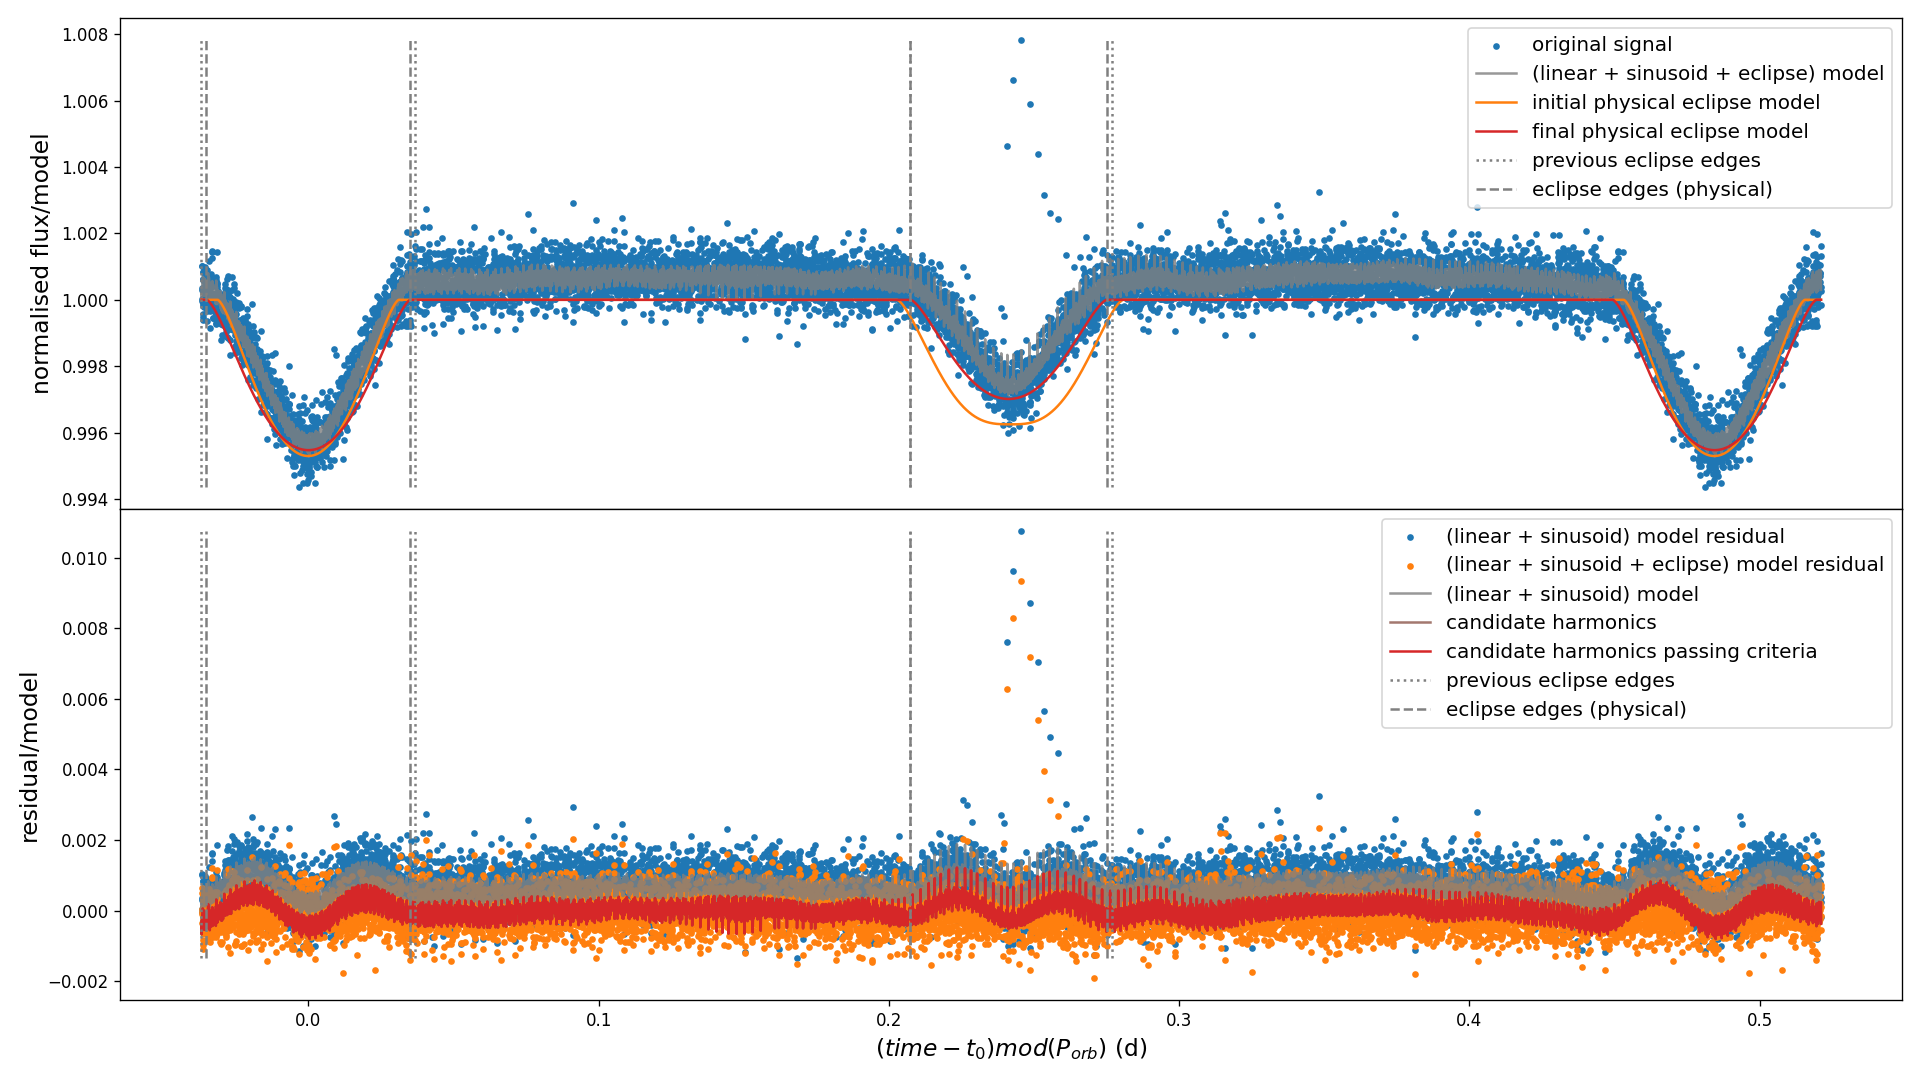 1.008
1.006
1.004
1.002
1.000
0.998
0.996
0.994
normalised flux/model
original signal
(linear + sinusoid + eclipse) model
initial physical eclipse model
final physical eclipse model
previous eclipse edges
eclipse edges (physical)
0.010
0.008
0.006
0.004
0.002
0.000
−0.002
residual/model
(linear + sinusoid) model residual
(linear + sinusoid + eclipse) model residual
(linear + sinusoid) model
candidate harmonics
candidate harmonics passing criteria
previous eclipse edges
eclipse edges (physical)
0.0 0.1 0.2 0.3 0.4 0.5
(time − t₀)mod(P_orb) (d)